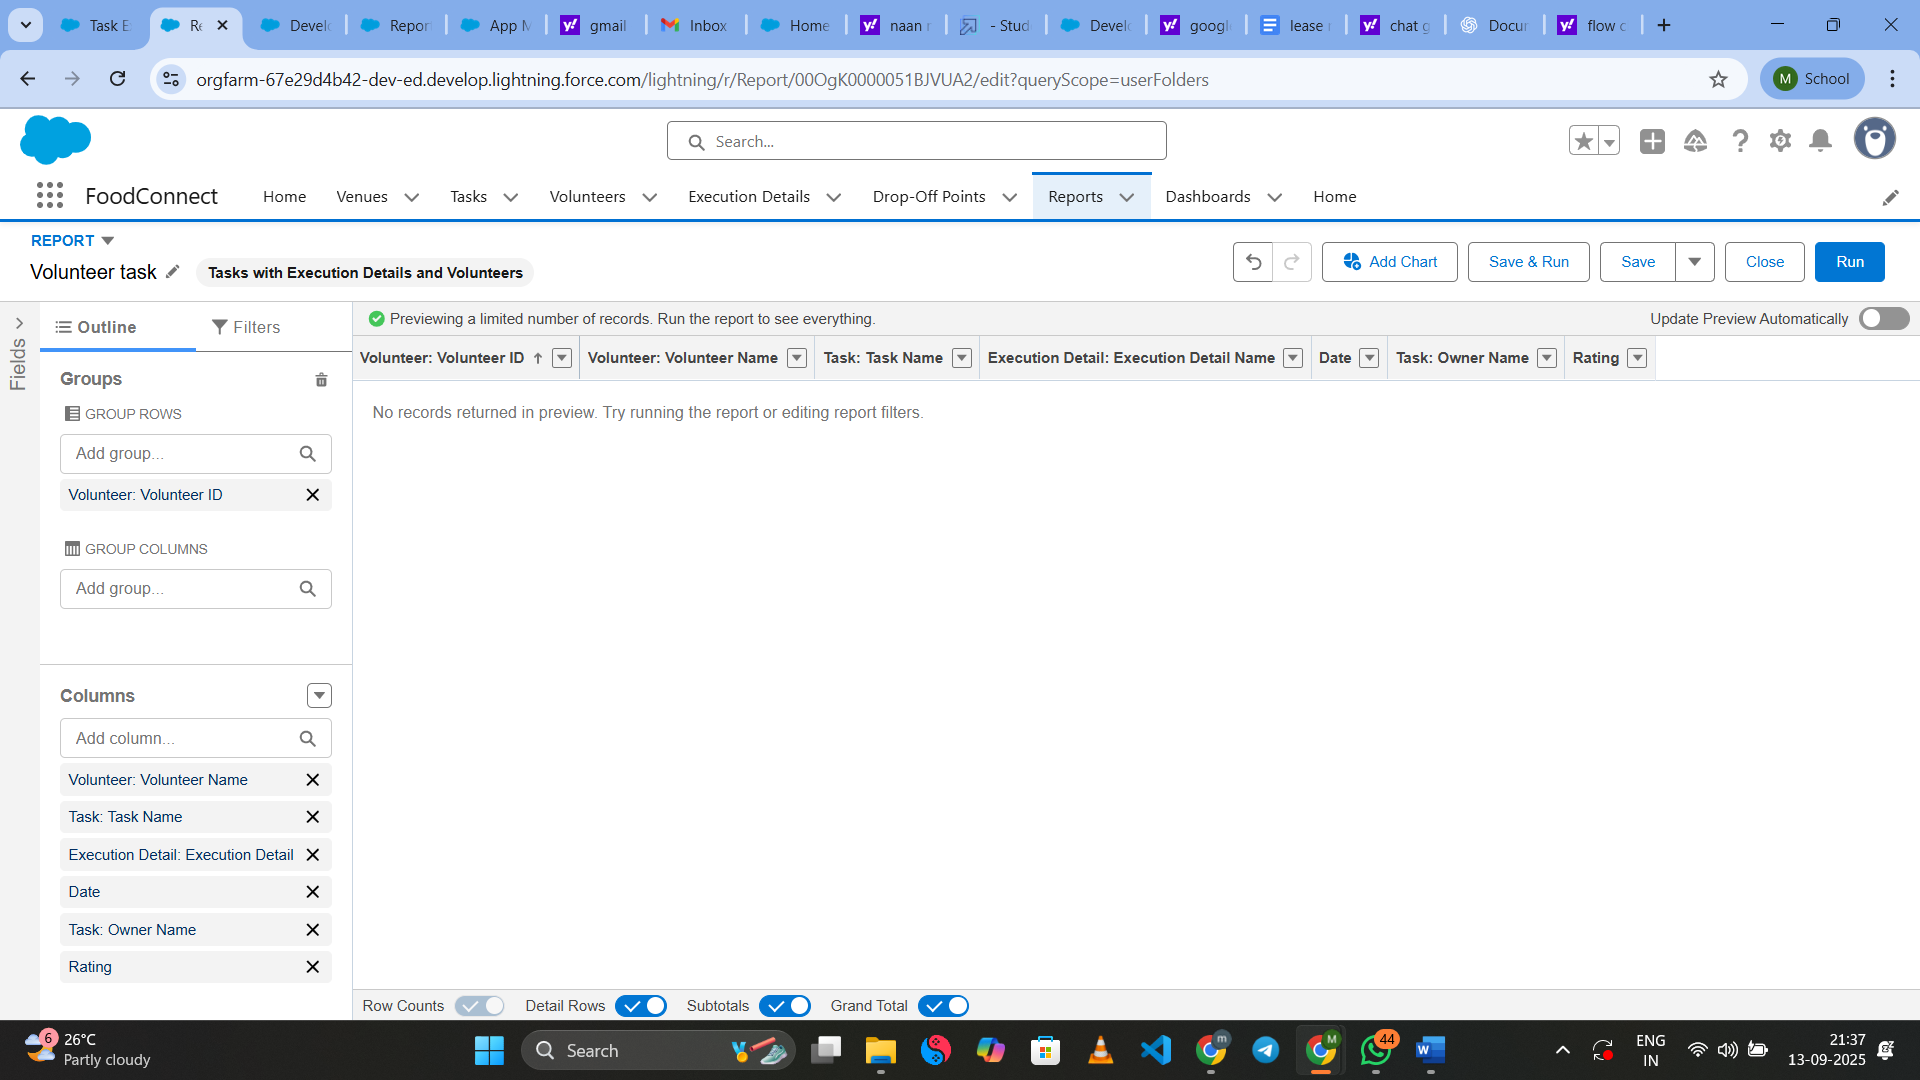 Task E
Re
Develo
Report
App M
gmail
Inbox
Home
naan r
- Stud
Develo
google
lease r
chat g
Docum
flow c
orgfarm-67e29d4b42-dev-ed.develop.lightning.force.com/lightning/r/Report/00OgK0000051BJVUA2/edit?queryScope=userFolders
M School
Search...
FoodConnect
Home
Venues
Tasks
Volunteers
Execution Details
Drop-Off Points
Reports
Dashboards
Home
REPORT
Volunteer task
Tasks with Execution Details and Volunteers
Add Chart
Save & Run
Save
Close
Run
Fields
Outline
Filters
Previewing a limited number of records. Run the report to see everything.
Update Preview Automatically
Groups
GROUP ROWS
Add group...
Volunteer: Volunteer ID
GROUP COLUMNS
Add group...
Columns
Add column...
Volunteer: Volunteer Name
Task: Task Name
Execution Detail: Execution Detail
Date
Task: Owner Name
Rating
Volunteer: Volunteer ID
Volunteer: Volunteer Name
Task: Task Name
Execution Detail: Execution Detail Name
Date
Task: Owner Name
Rating
No records returned in preview. Try running the report or editing report filters.
Row Counts
Detail Rows
Subtotals
Grand Total
6
26°C
Partly cloudy
Search
m
M
44
ENG
IN
21:37
13-09-2025